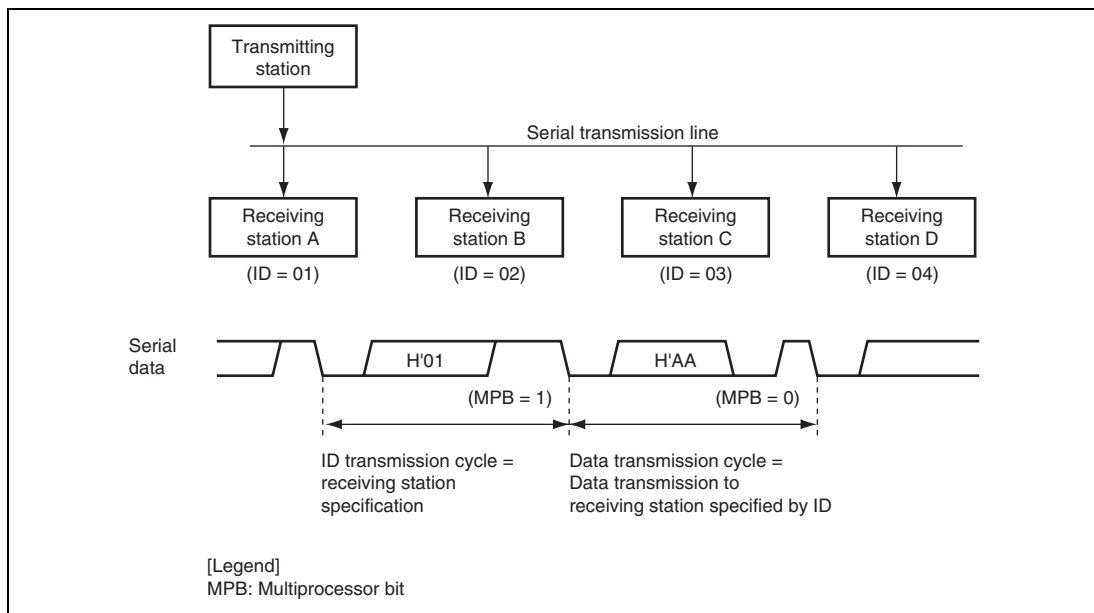 Transmitting
station
Serial transmission line
Receiving
station A
(ID = 01)
Receiving
station B
(ID = 02)
Receiving
station C
(ID = 03)
Receiving
station D
(ID = 04)
Serial
data
H'01
H'AA
(MPB = 1)
(MPB = 0)
ID transmission cycle =
receiving station
specification
Data transmission cycle =
Data transmission to
receiving station specified by ID
[Legend]
MPB: Multiprocessor bit